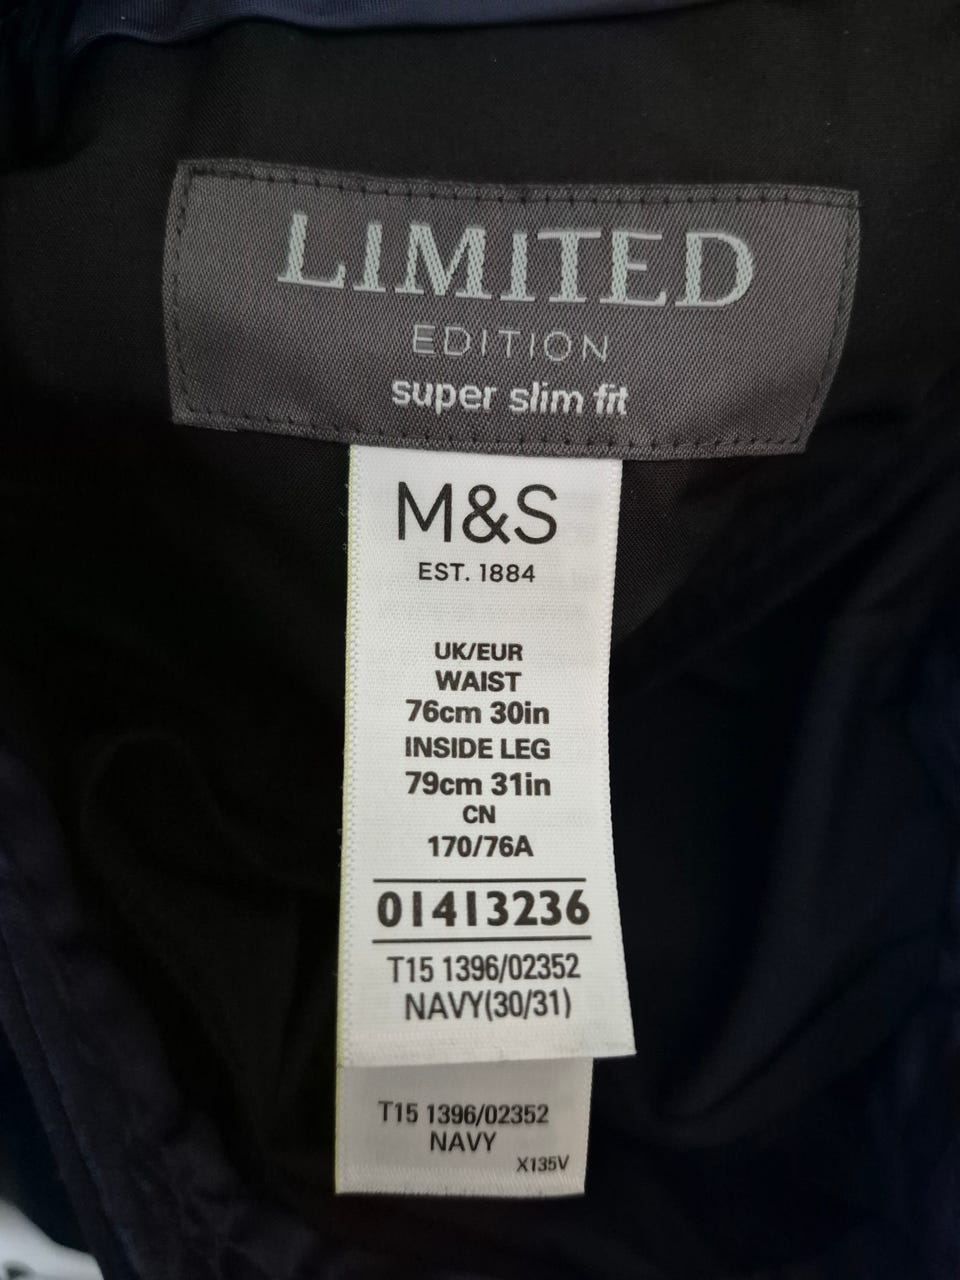 LIMITED
EDITION
super slim fit
M&S
EST. 1884
UK/EUR
WAIST
76cm 30in
INSIDE LEG
79cm 31in
CN
170/76A
01413236
T15 1396/02352
NAVY(30/31)
T15 1396/02352
NAVY
X135V